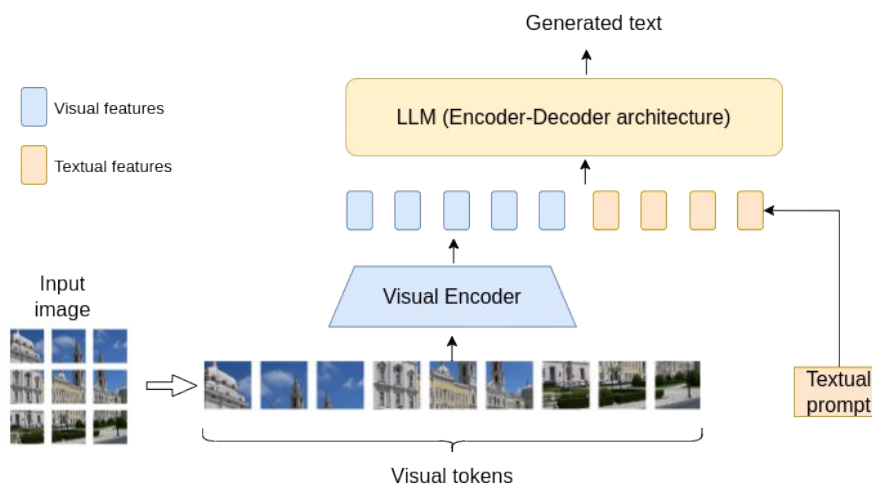 Generated text
LLM (Encoder-Decoder architecture)
Visual features
Textual features
Visual Encoder
Input
image
Textual
prompt
Visual tokens